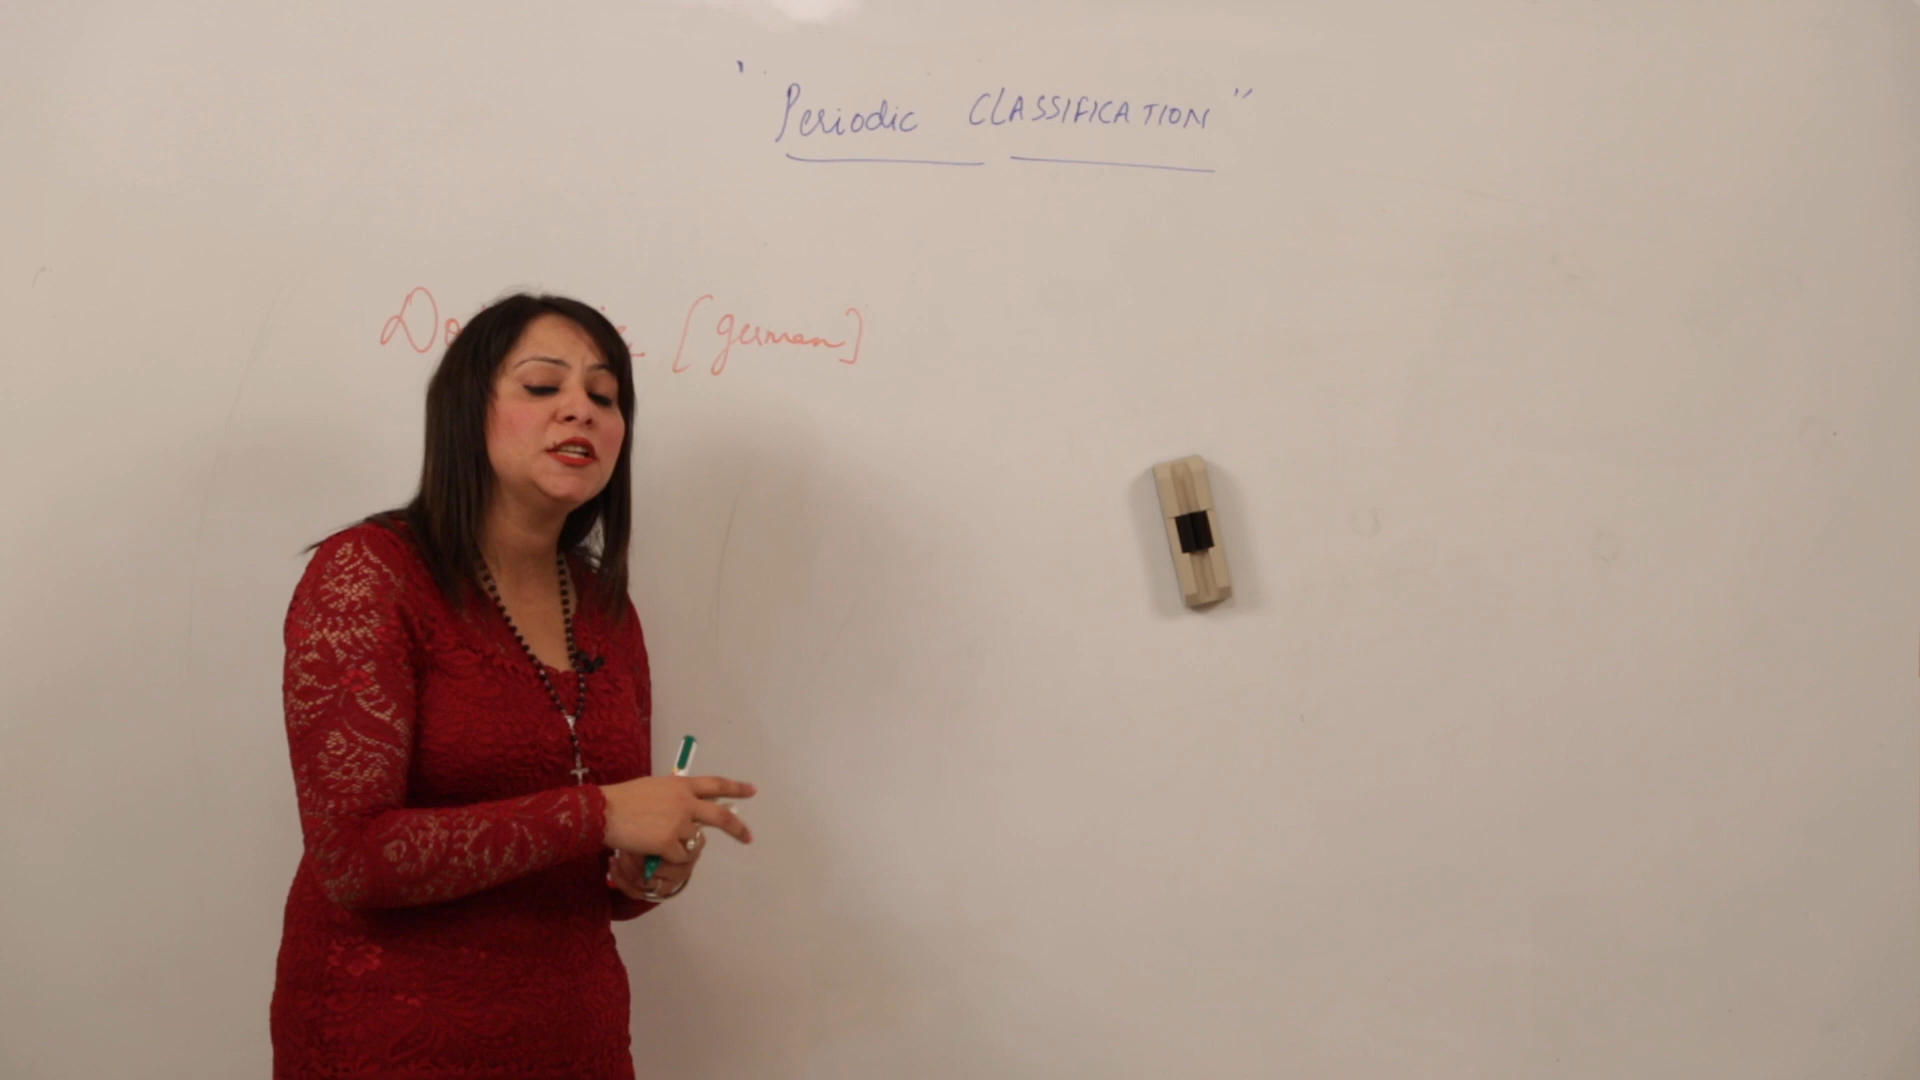 " Periodic CLASSIFICATION "
[german]